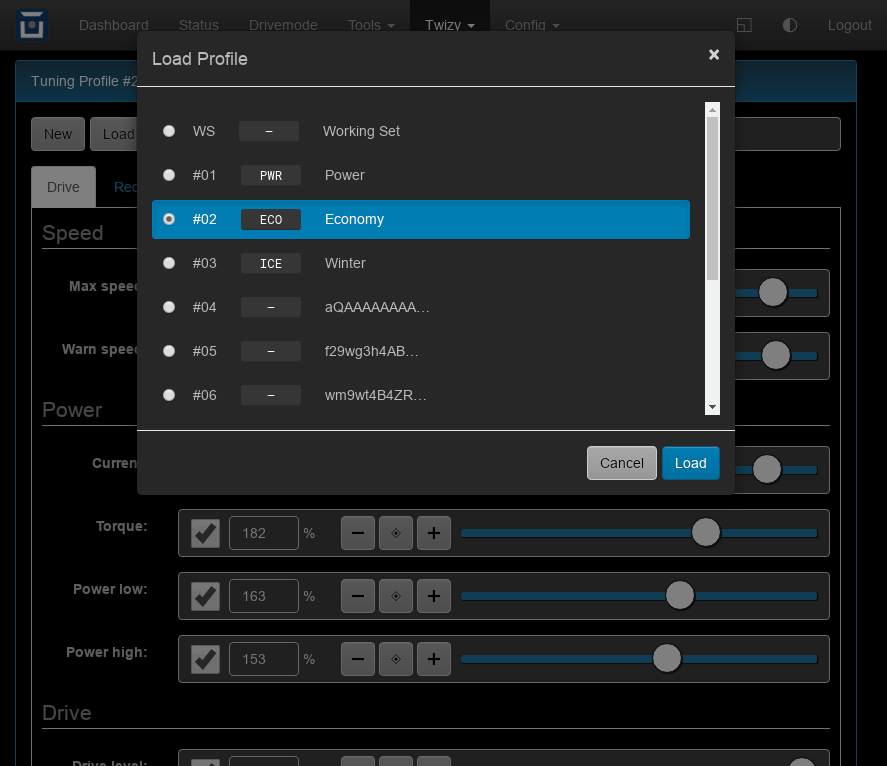 Dashboard Status Drivemode Tools Twizy Config Logout
Load Profile ×
Tuning Profile #2
New Load
WS – Working Set
#01 PWR Power
Drive
#02 ECO Economy
Speed
#03 ICE Winter
Max speed
#04 – aQAAAAAAAA…
Warn speed
#05 – f29wg3h4AB…
#06 – wm9wt4B4ZR…
Power
Cancel Load
Torque: 182 %
Power low: 163 %
Power high: 153 %
Drive
Drive level: